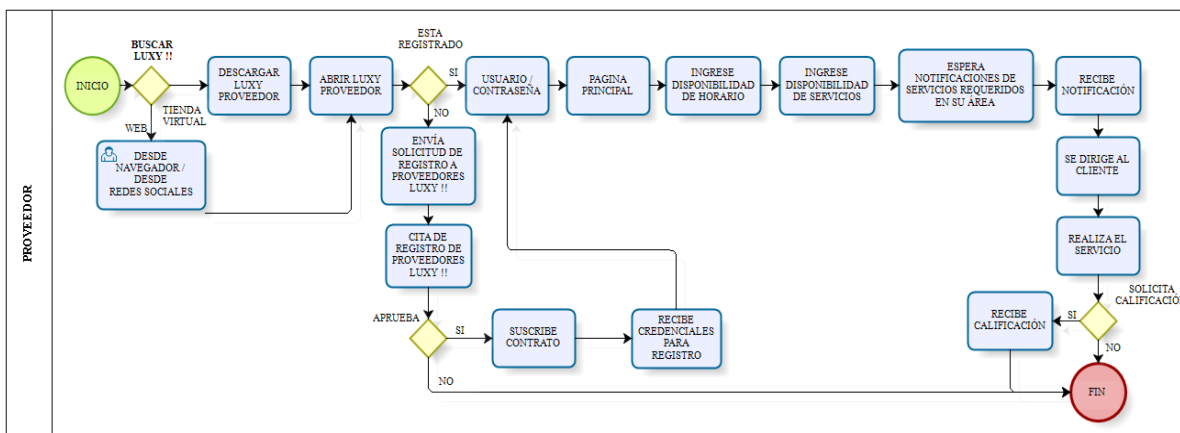 PROVEEDOR
INICIO
BUSCAR
LUXY !!
TIENDA
VIRTUAL
WEB
DESDE
NAVEGADOR /
DESDE
REDES SOCIALES
DESCARGAR
LUXY
PROVEEDOR
ABRIR LUXY
PROVEEDOR
ESTA
REGISTRADO
SI
NO
USUARIO /
CONTRASEÑA
PAGINA
PRINCIPAL
INGRESE
DISPONIBILIDAD
DE HORARIO
INGRESE
DISPONIBILIDAD
DE SERVICIOS
ESPERA
NOTIFICACIONES DE
SERVICIOS REQUERIDOS
EN SU ÁREA
RECIBE
NOTIFICACIÓN
ENVÍA
SOLICITUD DE
REGISTRO A
PROVEEDORES
LUXY !!
CITA DE
REGISTRO DE
PROVEEDORES
LUXY !!
APRUEBA
SI
NO
SUSCRIBE
CONTRATO
RECIBE
CREDENCIALES
PARA
REGISTRO
SE DIRIGE AL
CLIENTE
REALIZA EL
SERVICIO
SOLICITA
CALIFICACIÓN
SI
NO
RECIBE
CALIFICACIÓN
FIN